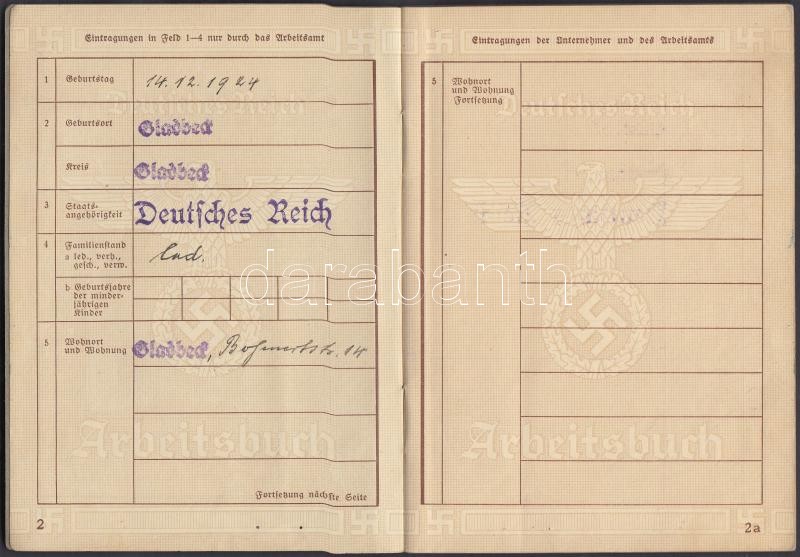 Eintragungen in Feld 1–4 nur durch das Arbeitsamt
1 Geburtstag 14.12.1924
2 Geburtsort Gladbeck
Kreis Gladbeck
3 Staats-
angehörigkeit Deutsches Reich
4 Familienstand
a led., verh.,
gesch., verw. led.
b Geburtsjahre
der minder-
jährigen
Kinder
5 Wohnort
und Wohnung Gladbeck, 14
Arbeitsbuch
Fortsetzung nächste Seite
2
Eintragungen der Unternehmer und des Arbeitsamts
5 Wohnort
und Wohnung
Fortsetzung
Deutsches Reich
Arbeitsbuch
2a
darabanth